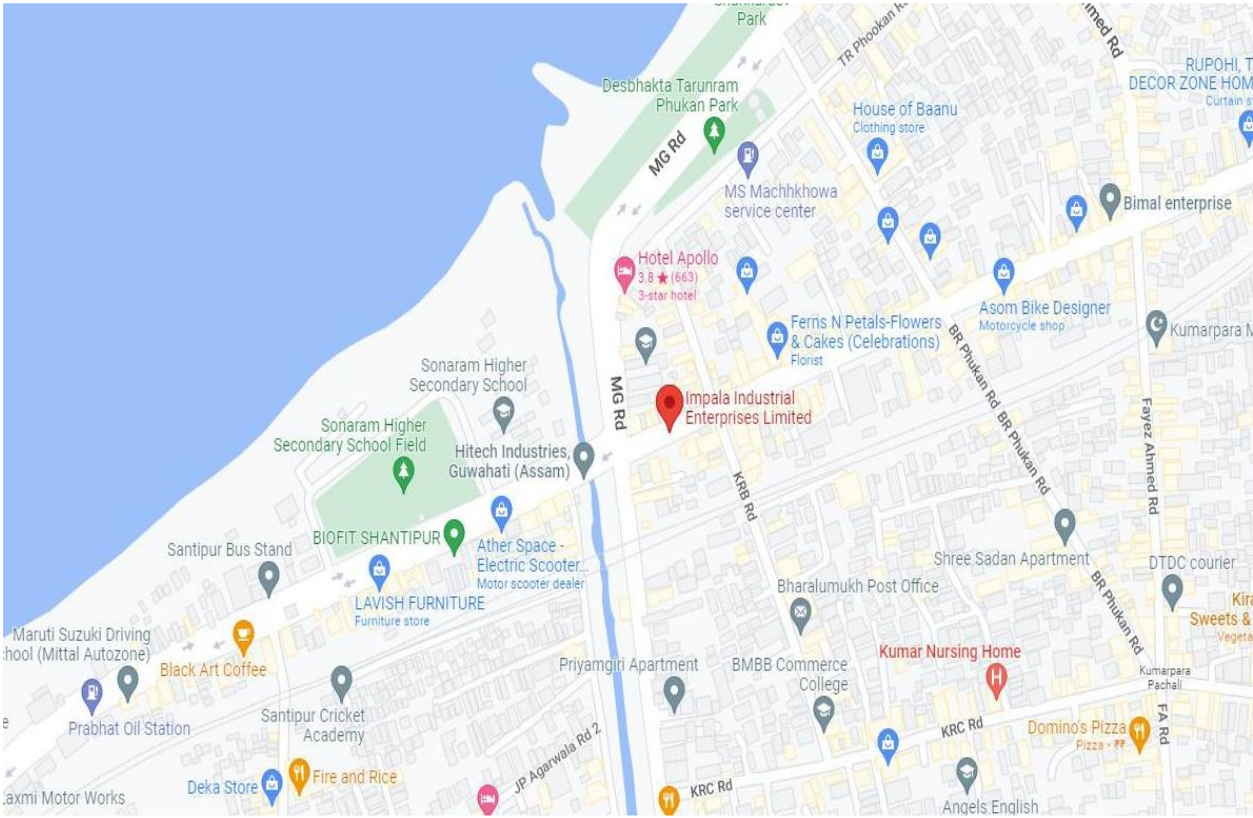 Park
TR Phookan
RUPOHI, T
DECOR ZONE HOM
Curtain
Desbhakta Tarunram
Phukan Park
House of Baanu
Clothing store
MG Rd
MS Machhkhowa
service center
Bimal enterprise
Hotel Apollo
3.8 ★ (663)
3-star hotel
Asom Bike Designer
Motorcycle shop
Ferns N Petals-Flowers
& Cakes (Celebrations)
Florist
Kumarpara M
BR Phukan Rd
BR Phukan Rd
Sonaram Higher
Secondary School
MG Rd
Impala Industrial
Enterprises Limited
Fayez Ahmed Rd
Sonaram Higher
Secondary School Field
Hitech Industries,
Guwahati (Assam)
KRB Rd
BIOFIT SHANTIPUR
Santipur Bus Stand
Ather Space -
Electric Scooter...
Motor scooter dealer
Shree Sadan Apartment
DTDC courier
Bharalumukh Post Office
BR Phukan Rd
LAVISH FURNITURE
Furniture store
Sweets &
Maruti Suzuki Driving
chool (Mittal Autozone)
Black Art Coffee
Priyamgiri Apartment
BMBB Commerce
College
Kumar Nursing Home
Kumarpara
Pachali
Prabhat Oil Station
Santipur Cricket
Academy
FA Rd
KRC Rd
Domino's Pizza
Pizza · ₹₹
JP Agarwala Rd 2
Deka Store
Fire and Rice
KRC Rd
axmi Motor Works
Angels English